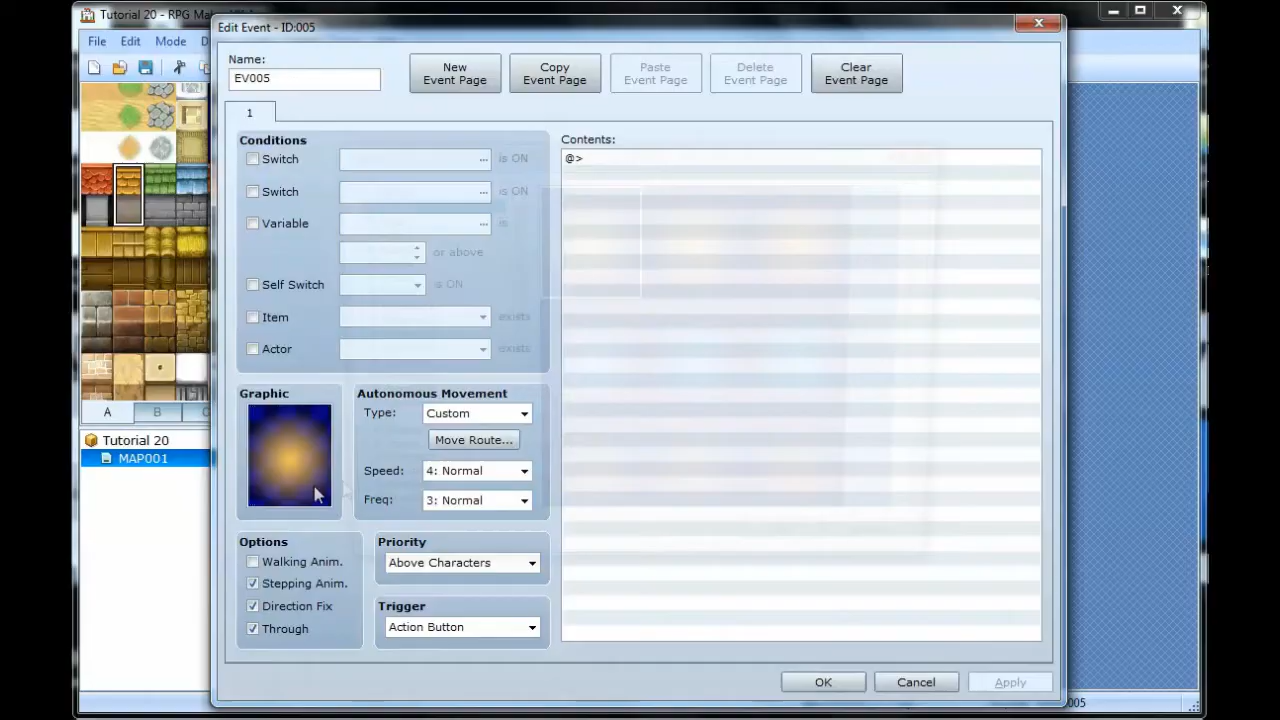 Tutorial 20 - RPG Ma
Edit Event - ID:005
File Edit Mode D
Name:
EV005
New
Event Page
Copy
Event Page
Paste
Event Page
Delete
Event Page
Clear
Event Page
1
Conditions
Switch ... is ON
Switch ... is ON
Variable ... is
or above
Self Switch is ON
Item exists
Actor exists
Graphic
Autonomous Movement
Type: Custom
Move Route...
Speed: 4: Normal
Freq: 3: Normal
Options
Walking Anim.
Stepping Anim.
Direction Fix
Through
Priority
Above Characters
Trigger
Action Button
Contents:
@>
OK Cancel Apply
A B C
Tutorial 20
MAP001
005